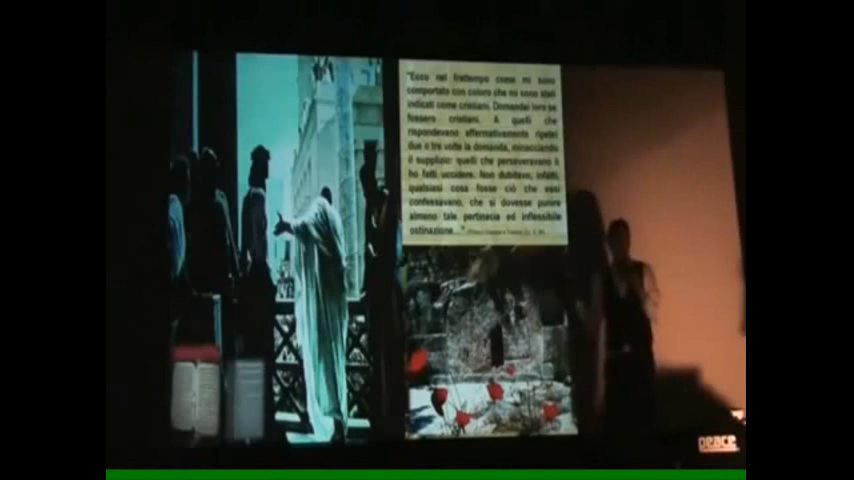 "Ecco nel frattempo come mi sono
comportato con coloro che mi sono stati
indicati come cristiani. Domandai loro se
fossero cristiani. A quelli che
rispondevano affermativamente ripetei
due o tre volte la domanda, minacciando
il supplizio: quelli che perseveravano li
ho fatti uccidere. Non dubitavo, infatti,
qualsiasi cosa fosse ciò che essi
confessavano, che si dovesse punire
almeno tale pertinacia ed inflessibile
ostinazione..."
peace